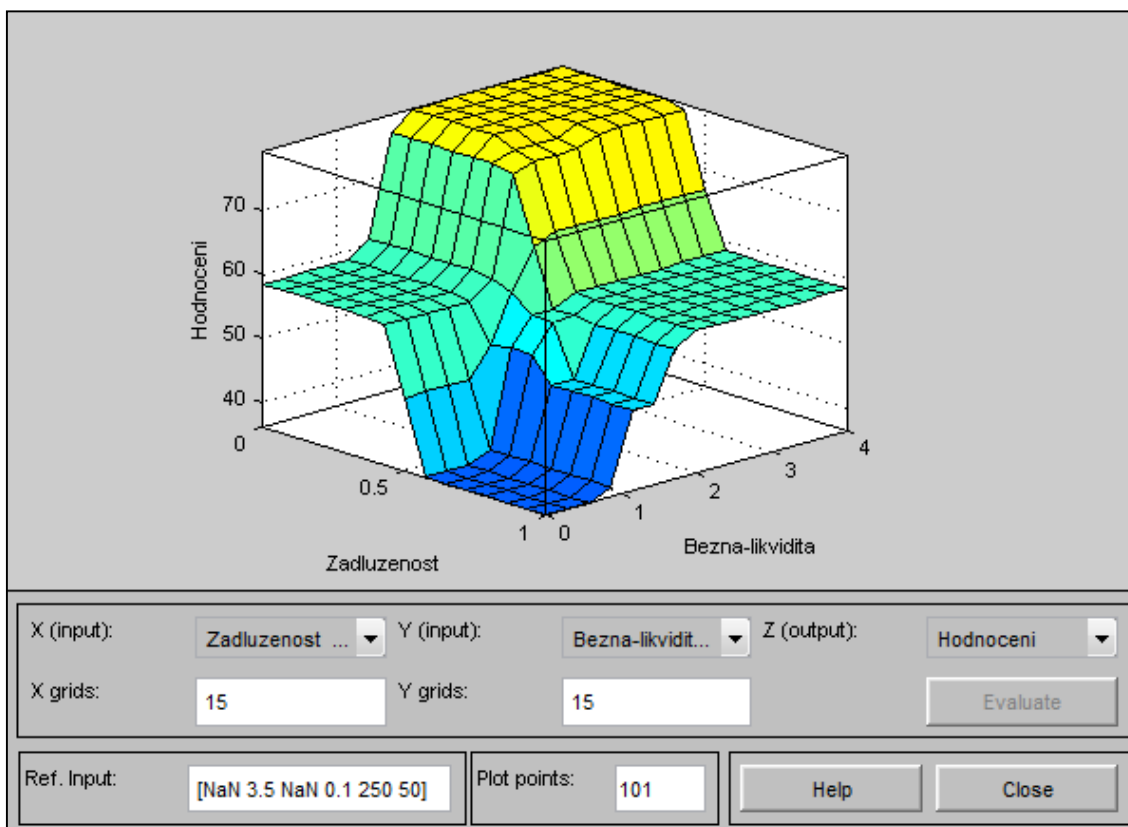 70
60
50
40
Hodnoceni
0
0.5
1
Zadluzenost
0
1
2
3
4
Bezna-likvidita
X (input):
Zadluzenost ...
Y (input):
Bezna-likvidit...
Z (output):
Hodnoceni
X grids:
15
Y grids:
15
Evaluate
Ref. Input:
[NaN 3.5 NaN 0.1 250 50]
Plot points:
101
Help
Close